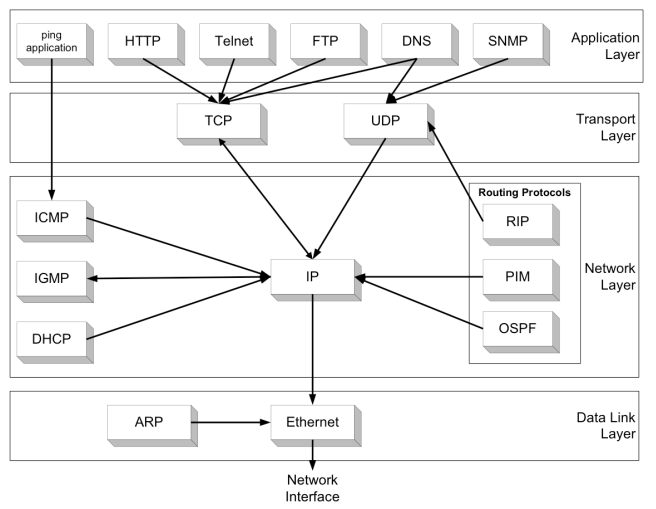 ping
application
HTTP
Telnet
FTP
DNS
SNMP
Application
Layer
TCP
UDP
Transport
Layer
Routing Protocols
ICMP
RIP
IGMP
IP
PIM
Network
Layer
DHCP
OSPF
ARP
Ethernet
Data Link
Layer
Network
Interface